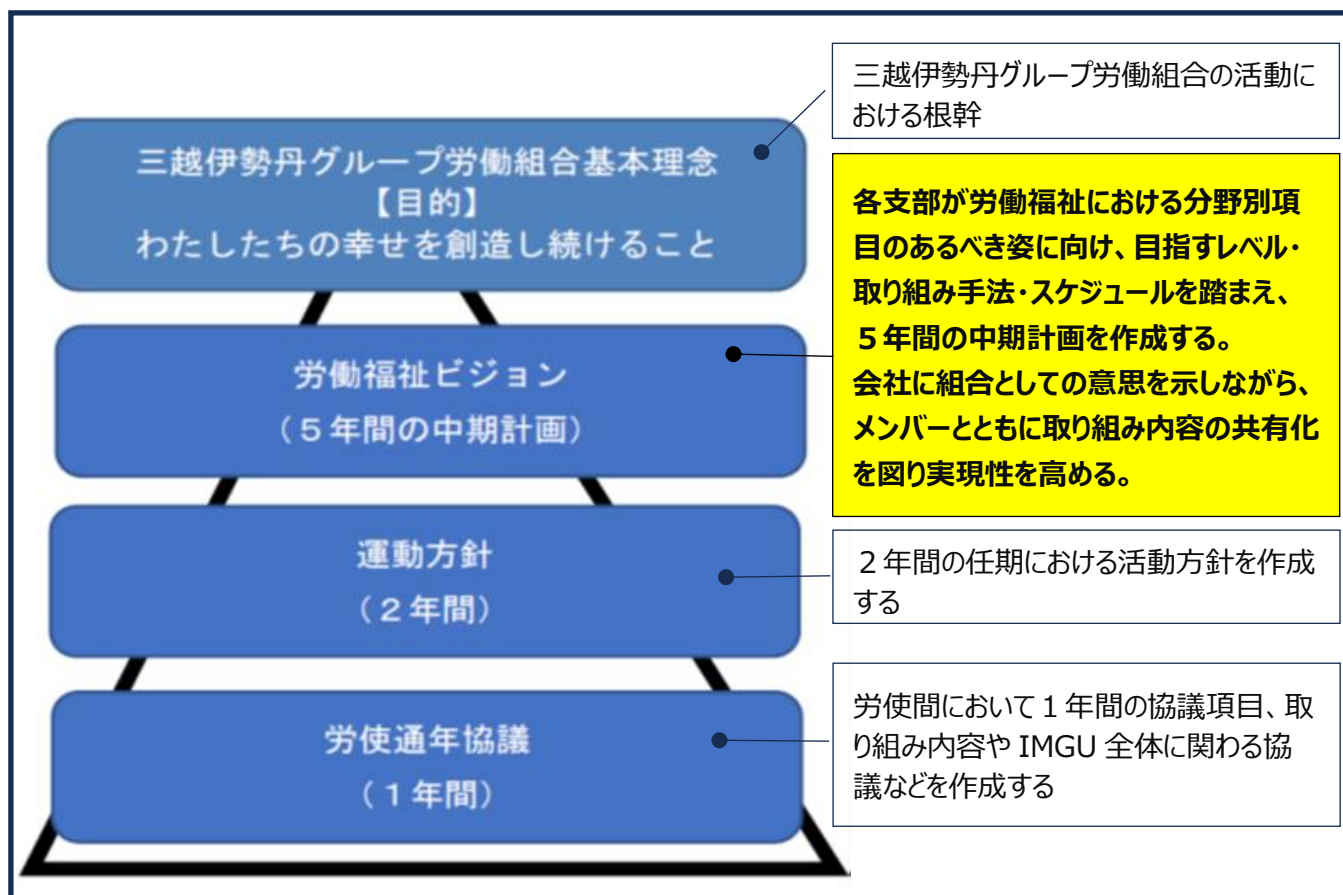 三越伊勢丹グループ労働組合の活動に
おける根幹
三越伊勢丹グループ労働組合基本理念
【目的】
わたしたちの幸せを創造し続けること
各支部が労働福祉における分野別項
目のあるべき姿に向け、目指すレベル・
取り組み手法・スケジュールを踏まえ、
５年間の中期計画を作成する。
会社に組合としての意思を示しながら、
メンバーとともに取り組み内容の共有化
を図り実現性を高める。
労働福祉ビジョン
（５年間の中期計画）
運動方針
（２年間）
２年間の任期における活動方針を作成
する
労使通年協議
（１年間）
労使間において１年間の協議項目、取
り組み内容や IMGU 全体に関わる協
議などを作成する